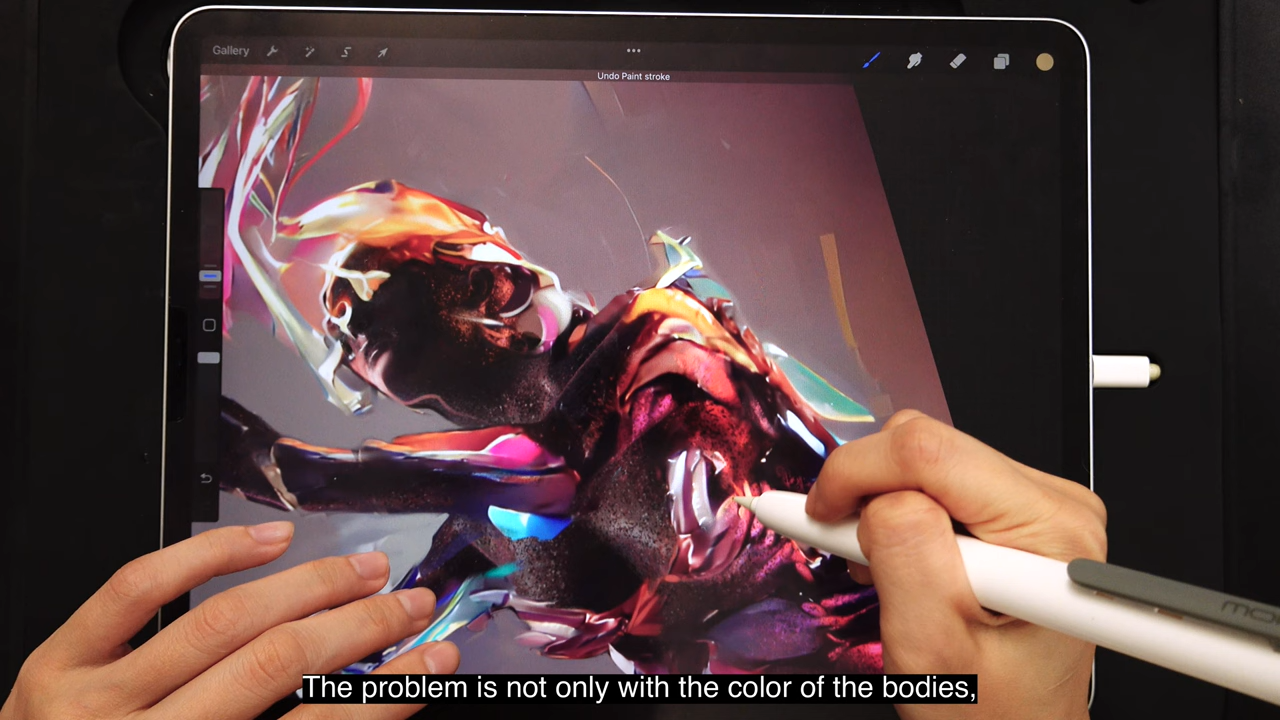 Gallery
Undo Paint stroke
The problem is not only with the color of the bodies,